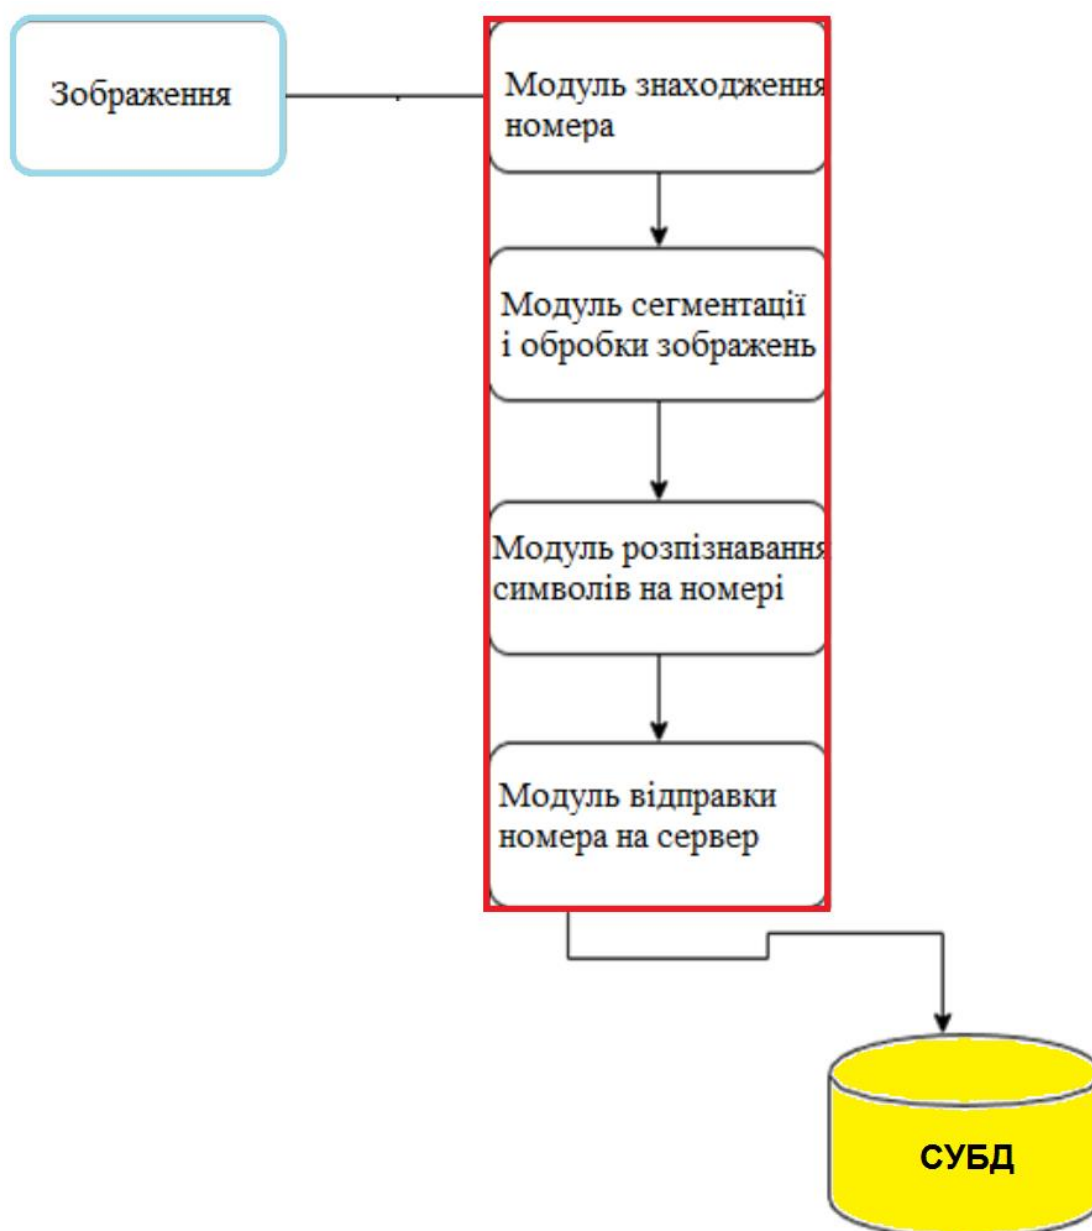 Зображення
Модуль знаходження
номера
Модуль сегментації
і обробки зображень
Модуль розпізнавання
символів на номері
Модуль відправки
номера на сервер
СУБД